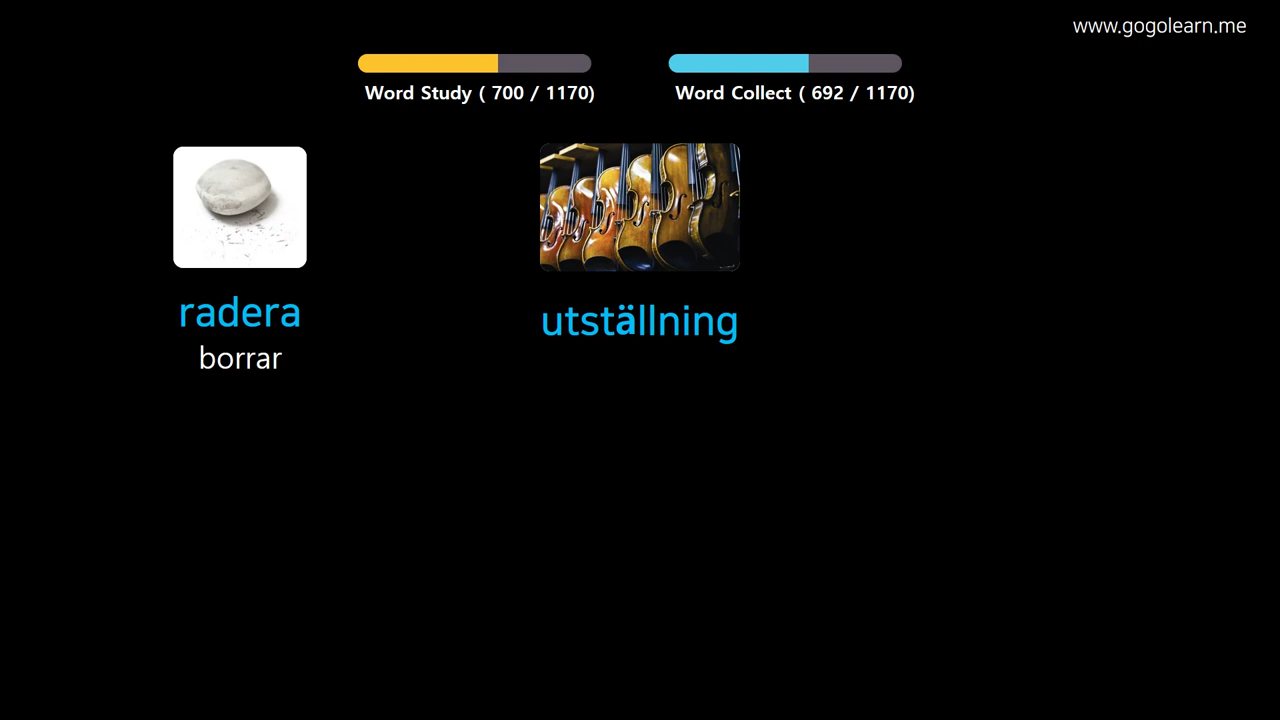 www.gogolearn.me
Word Study ( 700 / 1170)
Word Collect ( 692 / 1170)
radera
borrar
utställning